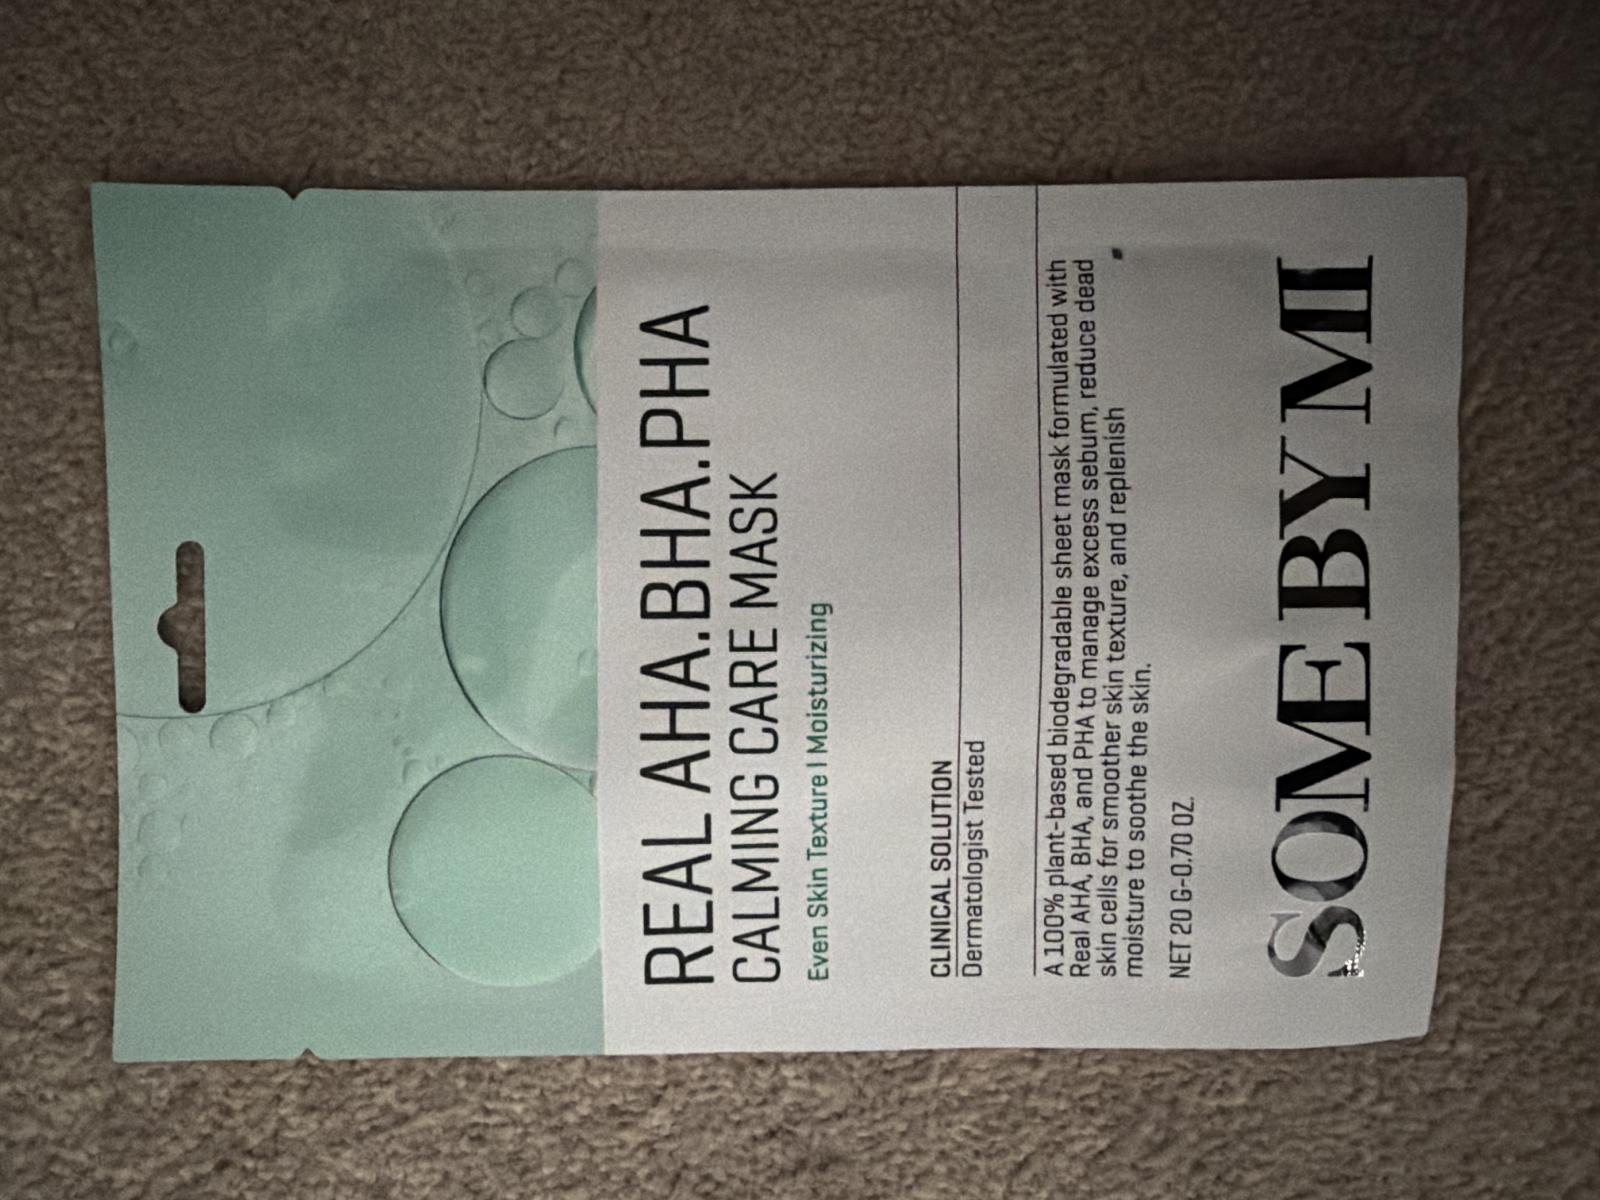 REAL AHA.BHA.PHA
CALMING CARE MASK
Even Skin Texture | Moisturizing
CLINICAL SOLUTION
Dermatologist Tested
A 100% plant-based biodegradable sheet mask formulated with
Real AHA, BHA, and PHA to manage excess sebum, reduce dead
skin cells for smoother skin texture, and replenish
moisture to soothe the skin.
NET 20 G-0.70 OZ.
SOME BY MI